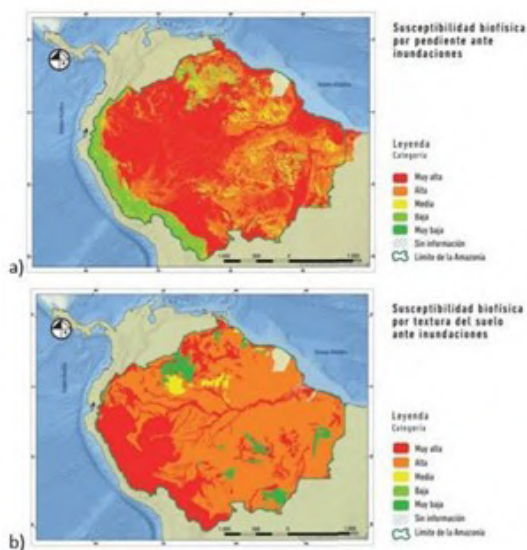 Susceptibilidad biofísica
por pendiente ante
inundaciones
Leyenda
Categoría
Muy alta
Alta
Media
Baja
Muy baja
Sin información
Límite de la Amazonía
a)
Susceptibilidad biofísica
por textura del suelo
ante inundaciones
Leyenda
Categoría
Muy alta
Alta
Media
Baja
Muy baja
Sin información
Límite de la Amazonía
b)